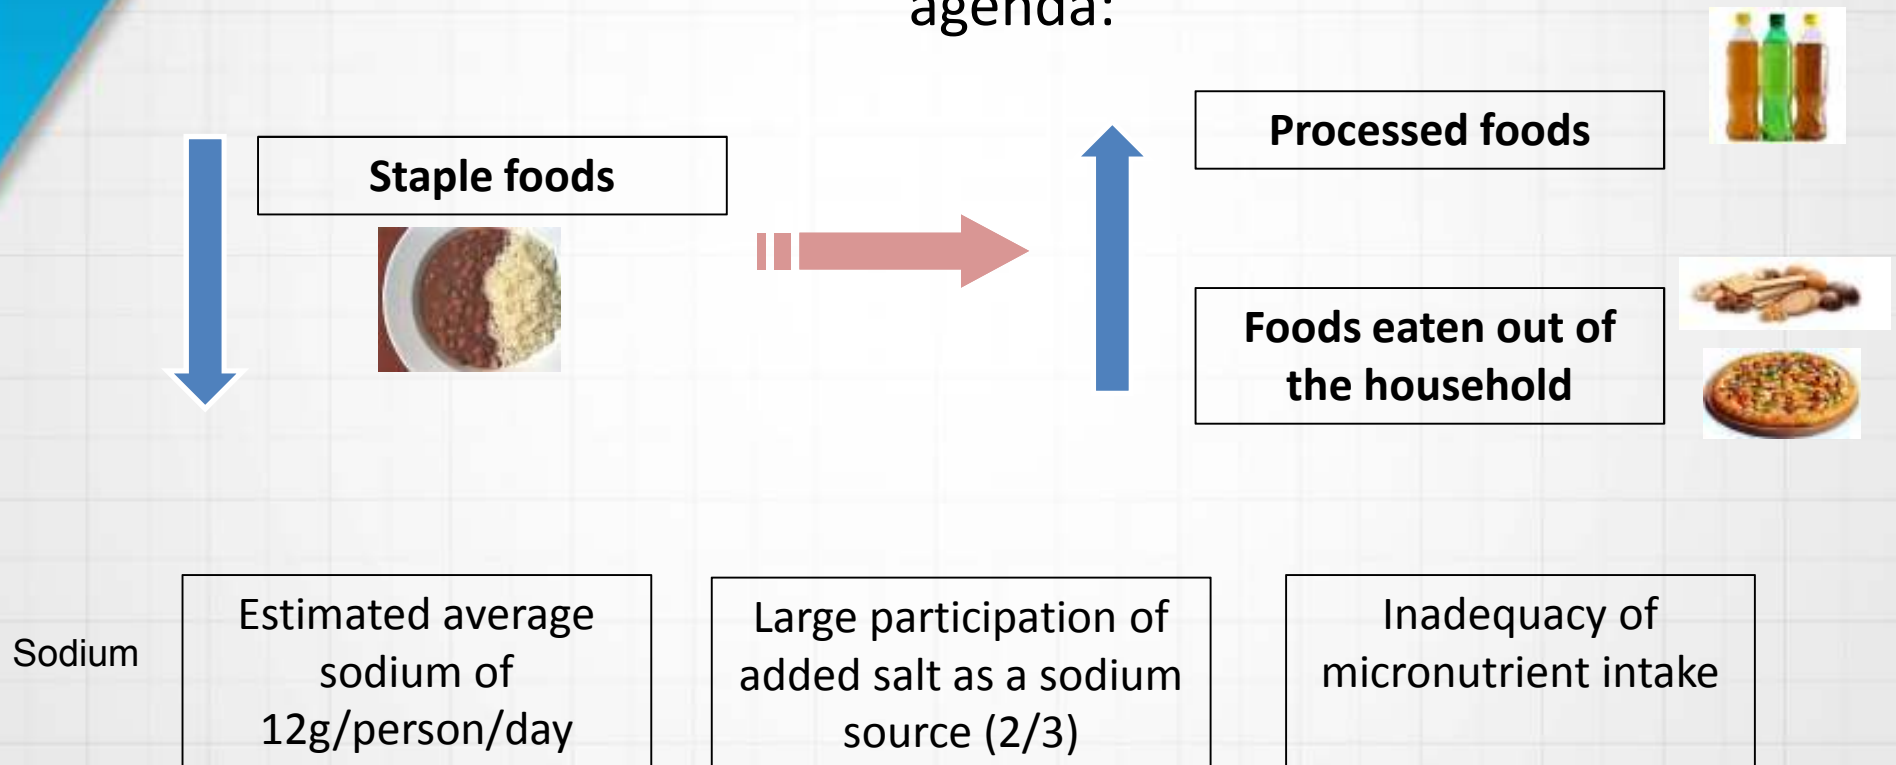 agenda:
Processed foods
Staple foods
Foods eaten out of
the household
Sodium
Estimated average
sodium of
12g/person/day
Large participation of
added salt as a sodium
source (2/3)
Inadequacy of
micronutrient intake